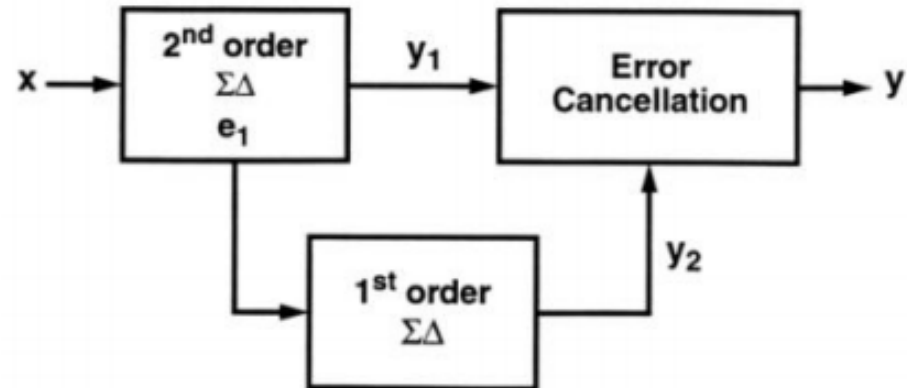 x
2nd order
ΣΔ
e1
y1
Error
Cancellation
y
1st order
ΣΔ
y2